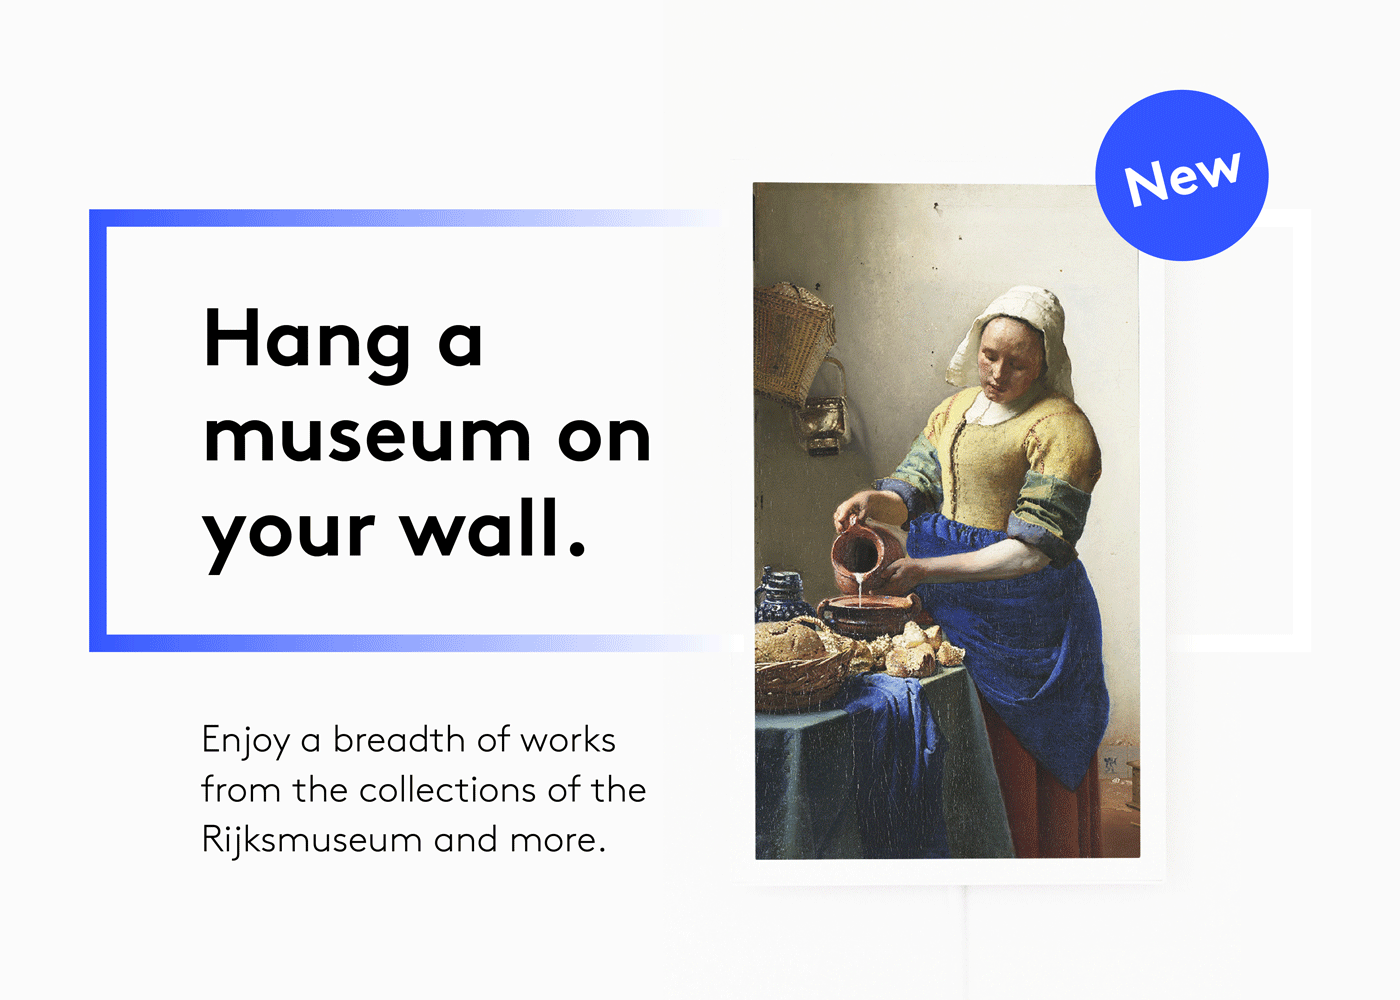 New
Hang a
museum on
your wall.
Enjoy a breadth of works
from the collections of the
Rijksmuseum and more.